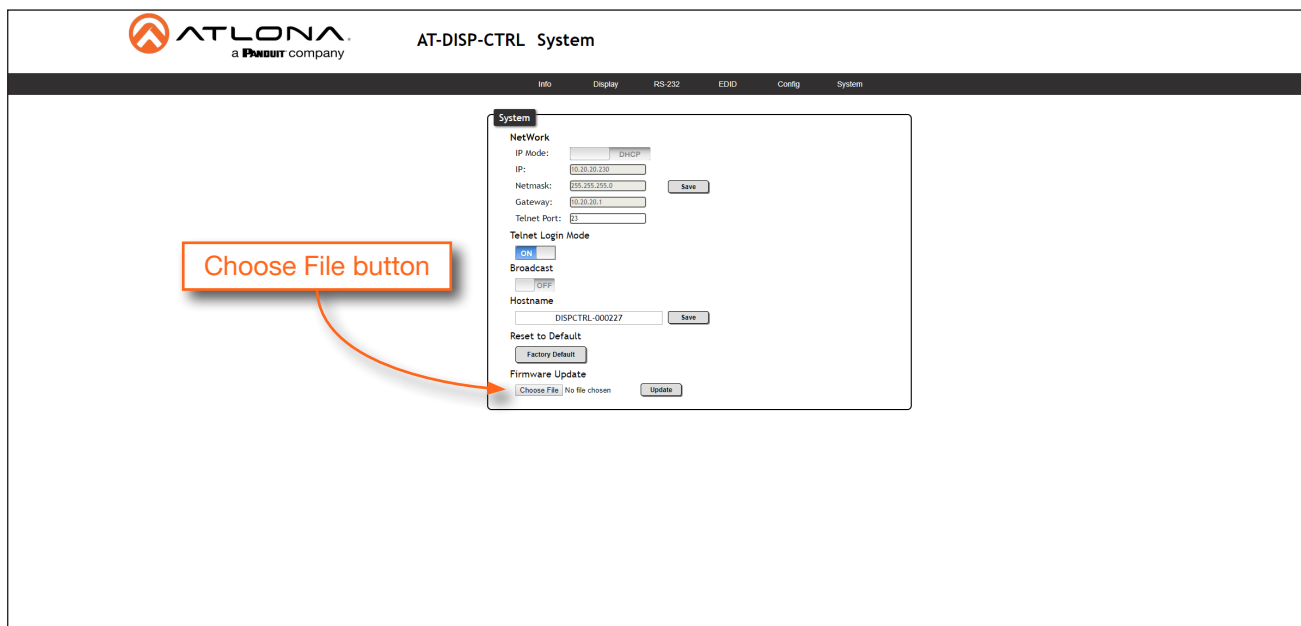 ATLONA.
a PANDUIT company
AT-DISP-CTRL System
Info Display RS-232 EDID Config System
System
NetWork
IP Mode: DHCP
IP: 10.20.20.230
Netmask: 255.255.255.0 Save
Gateway: 10.20.20.1
Telnet Port: 23
Telnet Login Mode
ON
Broadcast
OFF
Hostname
DISPCTRL-000227 Save
Reset to Default
Factory Default
Firmware Update
Choose File No file chosen Update
Choose File button